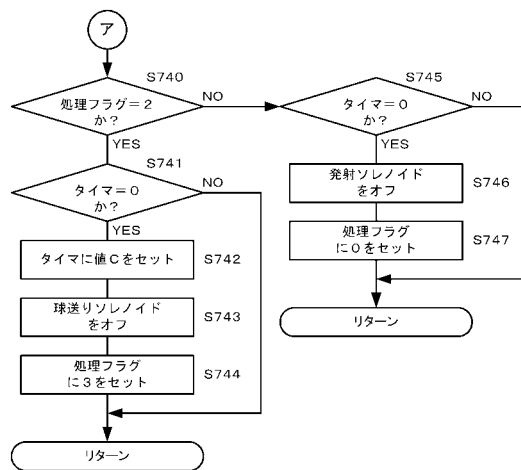 ア
S740
処理フラグ=2
か?
NO
YES
S741
タイマ=0
か?
NO
YES
タイマに値Cをセット
S742
球送りソレノイド
をオフ
S743
処理フラグ
に3をセット
S744
リターン
S745
タイマ=0
か?
NO
YES
発射ソレノイド
をオフ
S746
処理フラグ
に0をセット
S747
リターン